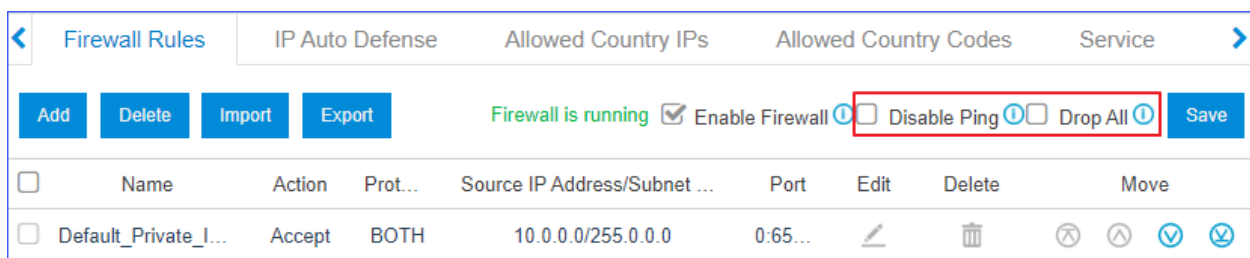 Firewall Rules IP Auto Defense Allowed Country IPs Allowed Country Codes Service
Add Delete Import Export Firewall is running Enable Firewall Disable Ping Drop All Save
Name Action Prot... Source IP Address/Subnet ... Port Edit Delete Move
Default_Private_I... Accept BOTH 10.0.0.0/255.0.0.0 0:65...